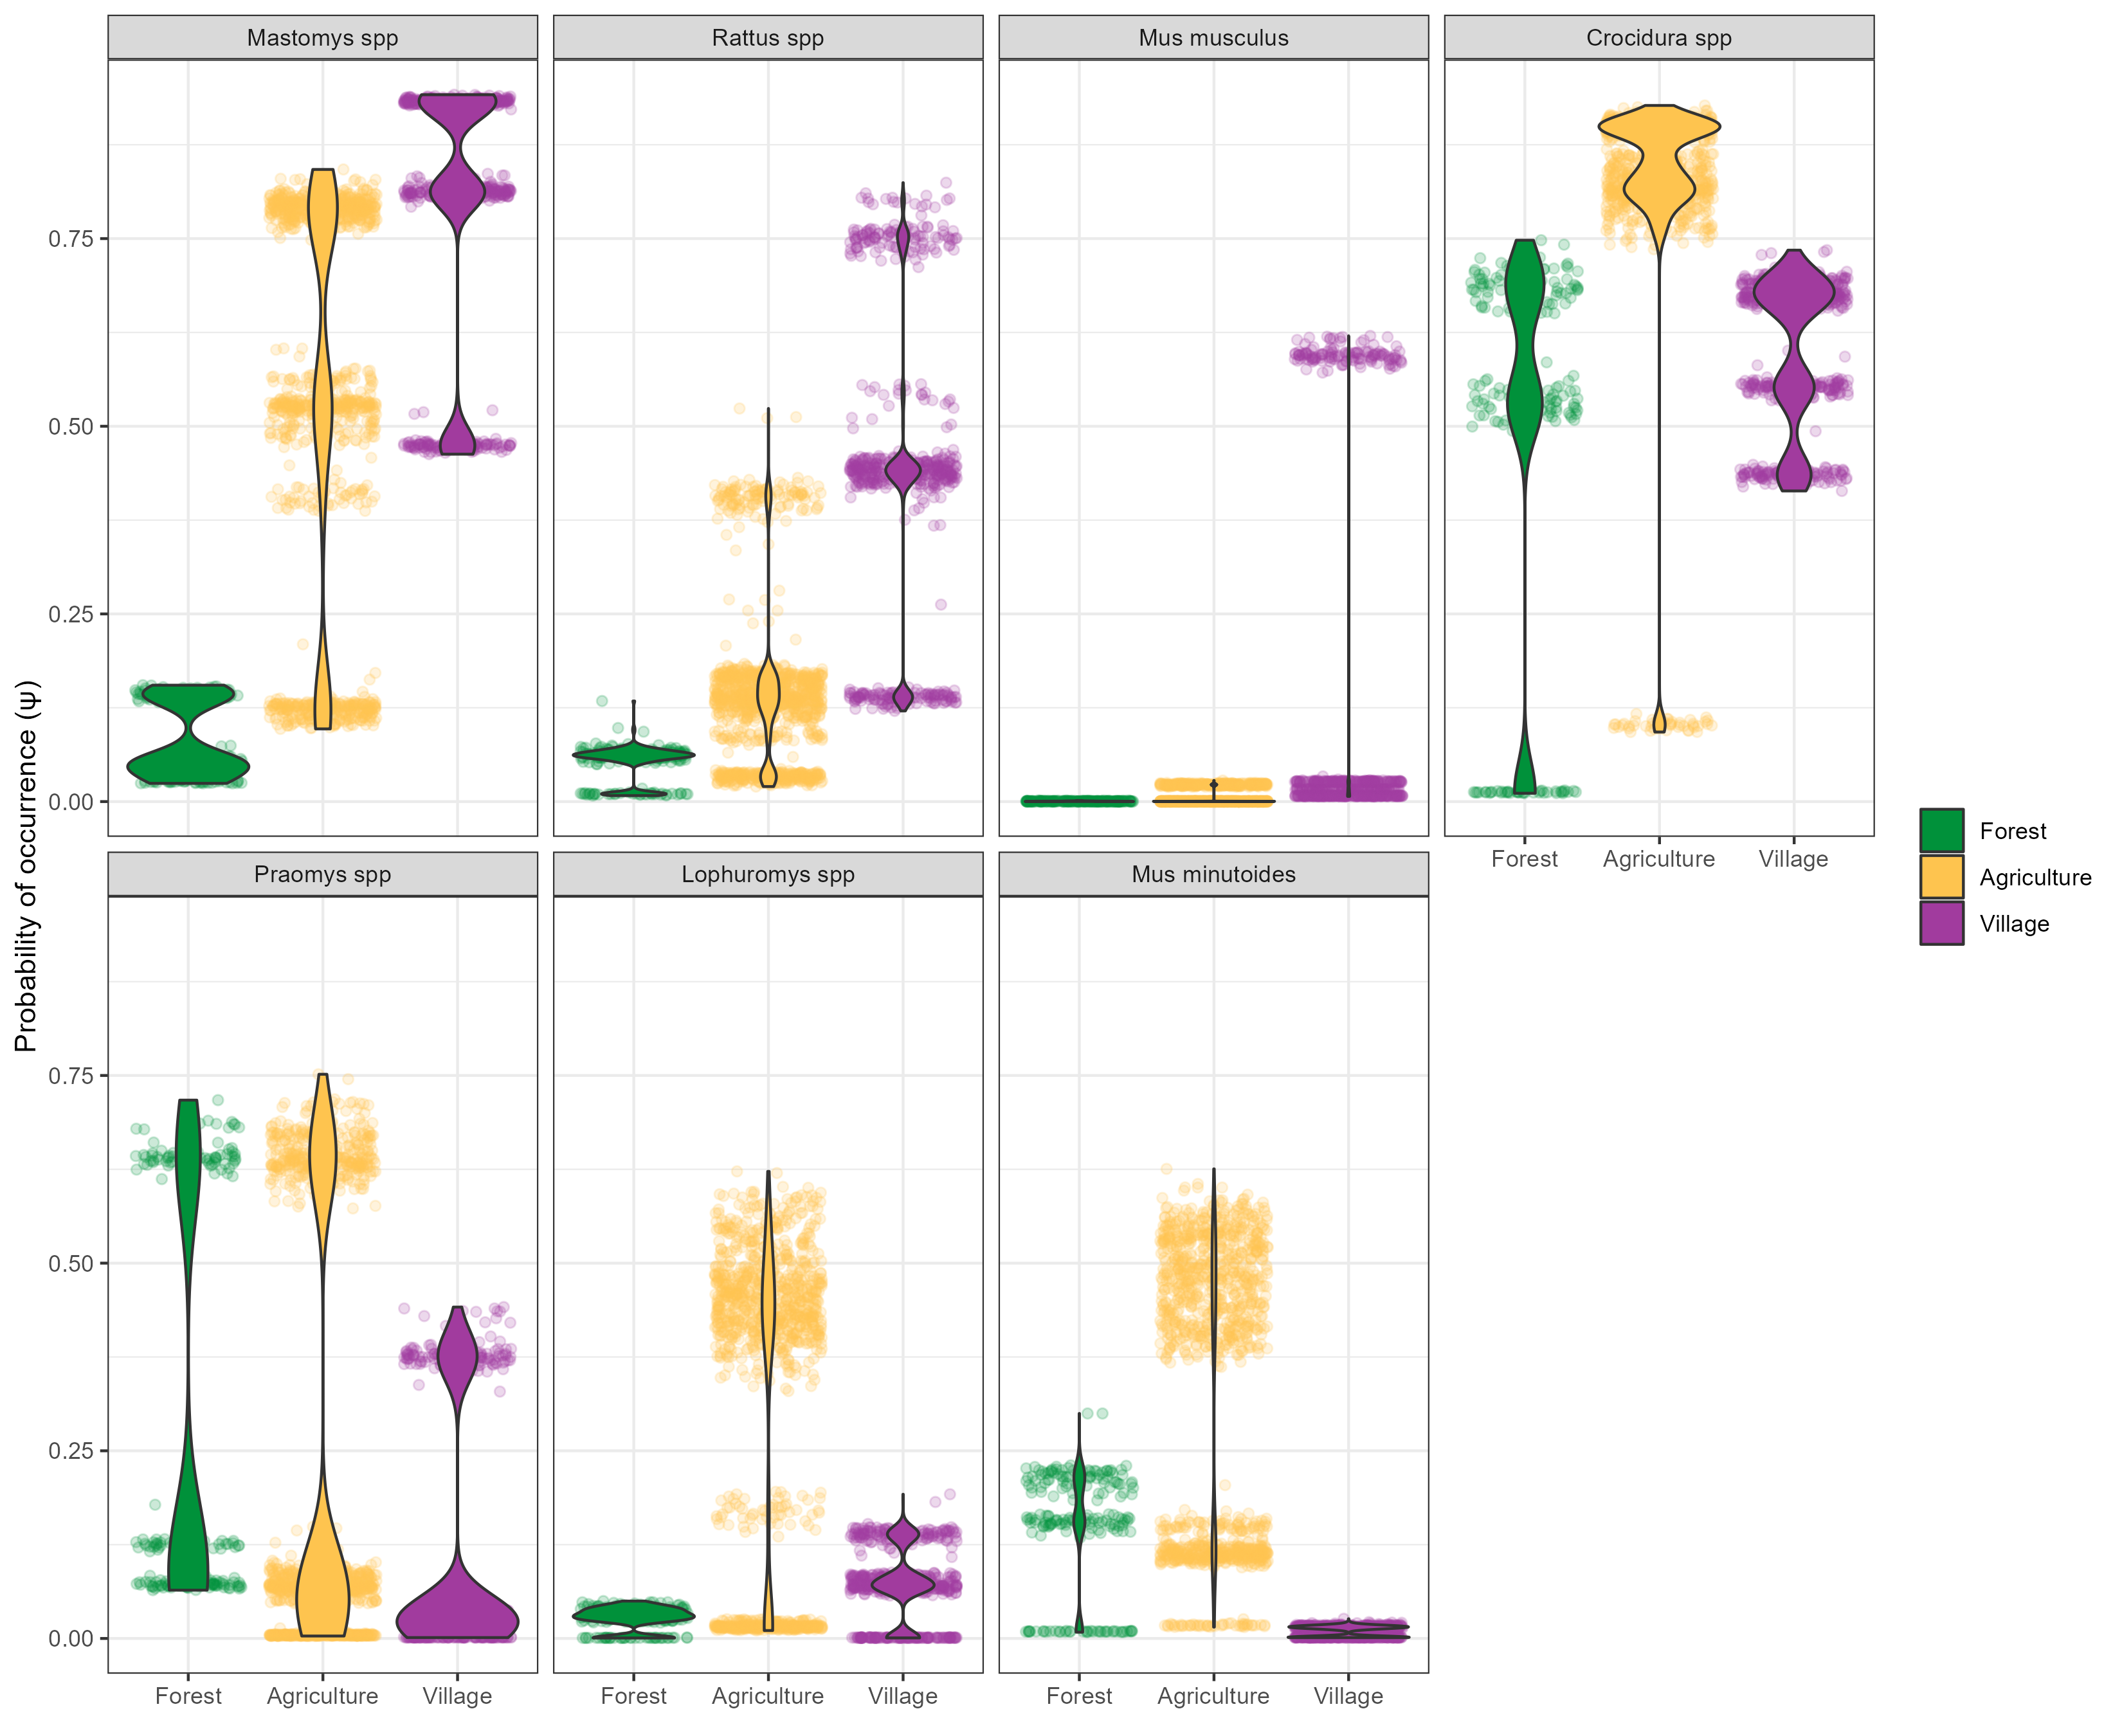 Mastomys spp
Rattus spp
Mus musculus
Crocidura spp
0.75
0.50
0.25
0.00
Forest
Agriculture
Village
Probability of occurrence (ψ)
Forest
Agriculture
Village
Praomys spp
Lophuromys spp
Mus minutoides
0.75
0.50
0.25
0.00
Forest
Agriculture
Village
Forest
Agriculture
Village
Forest
Agriculture
Village